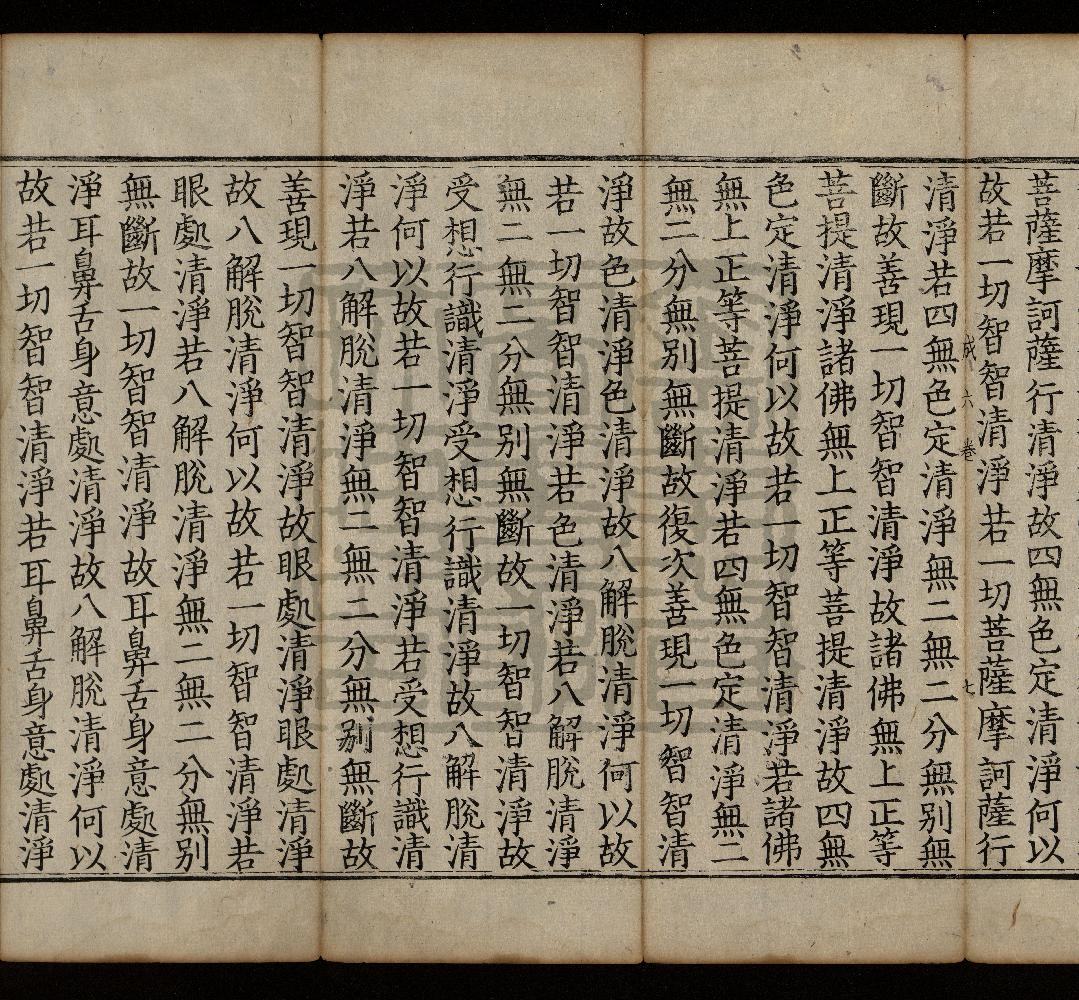 菩薩摩訶薩行清淨故四無色定清淨何以
故若一切智智清淨若一切菩薩摩訶薩行
六 卷 七
清淨若四無色定清淨無二無二分無別無
斷故善現一切智智清淨故諸佛無上正等
菩提清淨諸佛無上正等菩提清淨故四無
色定清淨何以故若一切智智清淨若諸佛
無上正等菩提清淨若四無色定清淨無二
無二分無別無斷故復次善現一切智智清
淨故色清淨色清淨故八解脫清淨何以故
若一切智智清淨若色清淨若八解脫清淨
無二無二分無別無斷故一切智智清淨故
受想行識清淨受想行識清淨故八解脫清
淨何以故若一切智智清淨若受想行識清
淨若八解脫清淨無二無二分無別無斷故
善現一切智智清淨故眼處清淨眼處清淨
故八解脫清淨何以故若一切智智清淨若
眼處清淨若八解脫清淨無二無二分無別
無斷故一切智智清淨故耳鼻舌身意處清
淨耳鼻舌身意處清淨故八解脫清淨何以
故若一切智智清淨若耳鼻舌身意處清淨